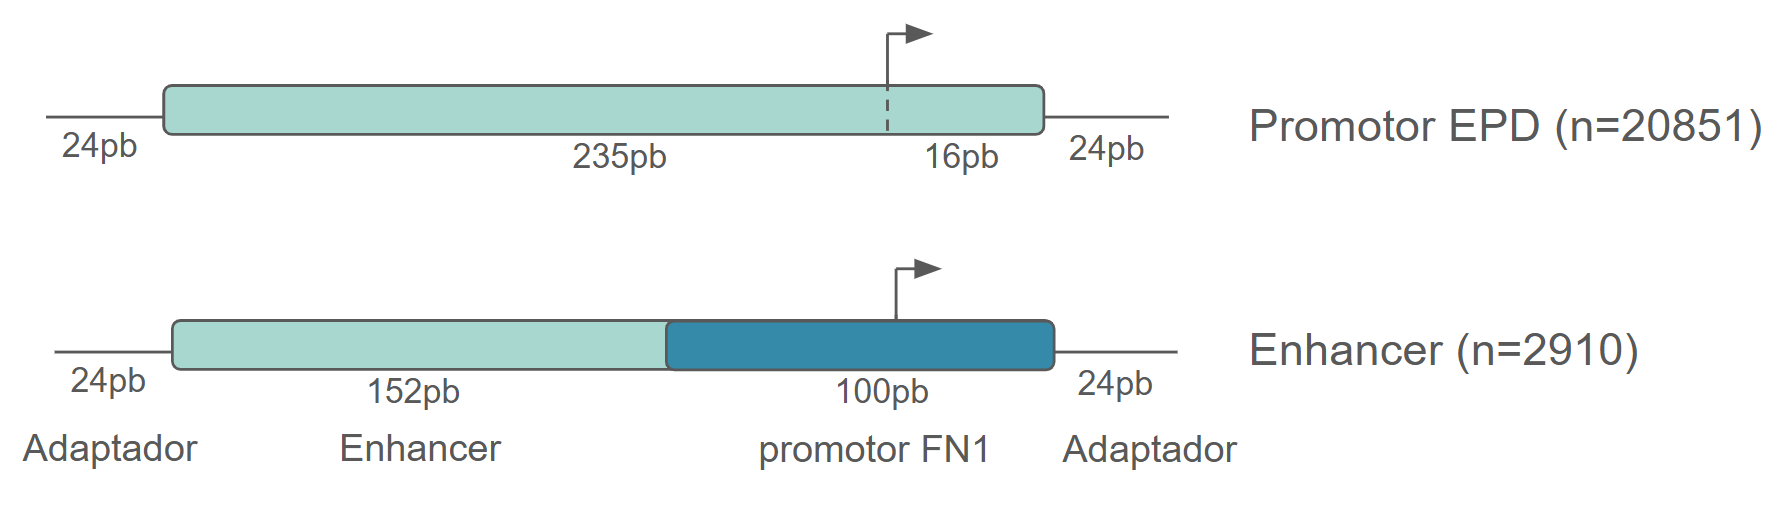 24pb
235pb
16pb
24pb
Promotor EPD (n=20851)
24pb
152pb
100pb
24pb
Enhancer (n=2910)
Adaptador
Enhancer
promotor FN1
Adaptador